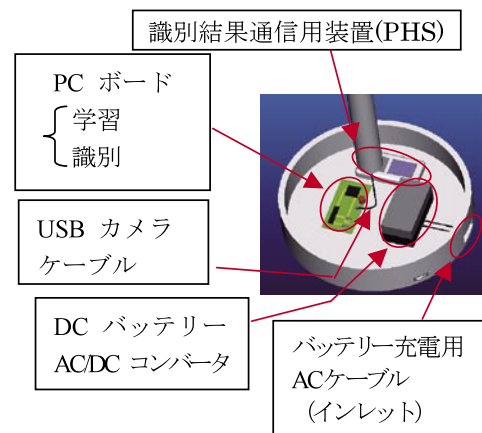 識別結果通信用装置(PHS)
PC ボード
学習
識別
USB カメラ
ケーブル
DC バッテリー
AC/DC コンバータ
バッテリー充電用
ACケーブル
(インレット)